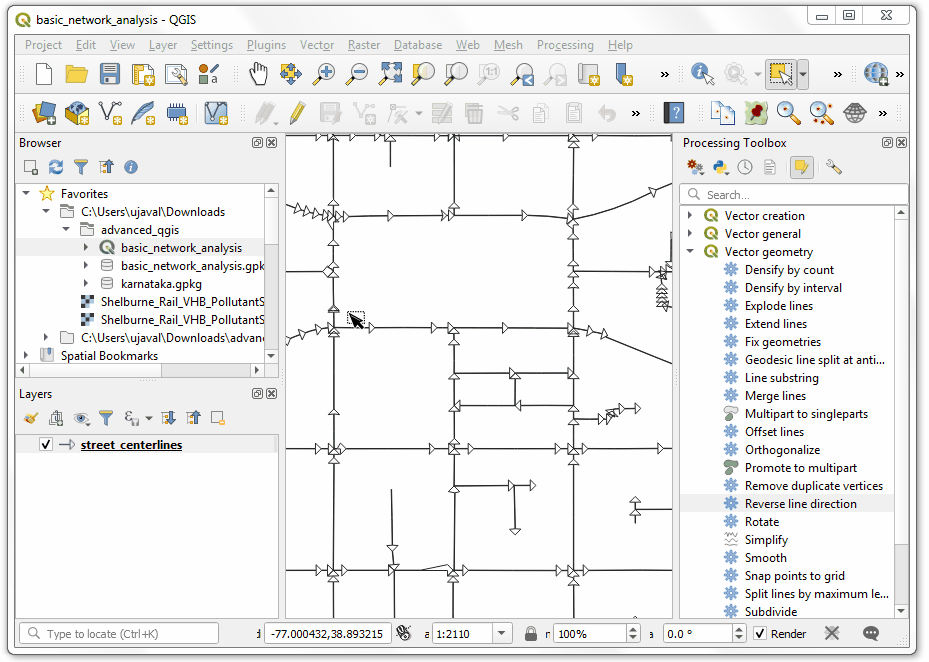 basic_network_analysis - QGIS
Project Edit View Layer Settings Plugins Vector Raster Database Web Mesh Processing Help
1:1
»
»
»
»
?
»
Browser
Favorites
C:\Users\ujaval\Downloads
advanced_qgis
basic_network_analysis
basic_network_analysis.gpk
karnataka.gpkg
Shelburne_Rail_VHB_PollutantS
Shelburne_Rail_VHB_PollutantS
C:\Users\ujaval\Downloads\advan
Spatial Bookmarks
Layers
street_centerlines
Processing Toolbox
Search...
Vector creation
Vector general
Vector geometry
Densify by count
Densify by interval
Explode lines
Extend lines
Fix geometries
Geodesic line split at anti...
Line substring
Merge lines
Multipart to singleparts
Offset lines
Orthogonalize
Promote to multipart
Remove duplicate vertices
Reverse line direction
Rotate
Simplify
Smooth
Snap points to grid
Split lines by maximum le...
Subdivide
Type to locate (Ctrl+K) -77.000432,38.893215 a 1:2110 100% a 0.0 ° Render